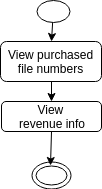 View purchased
file numbers
View
revenue info